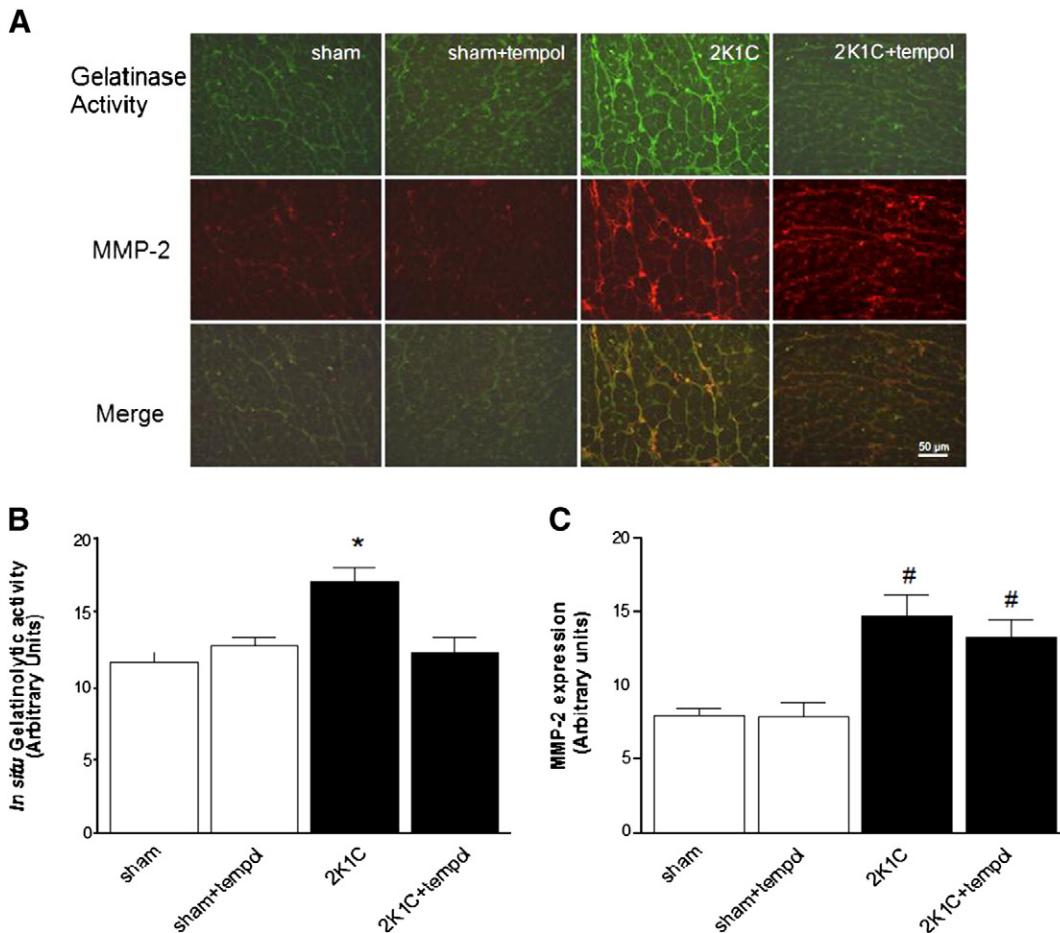 A
sham
sham+tempol
2K1C
2K1C+tempol
Gelatinase
Activity
MMP-2
Merge
50 µm
B
In situ Gelatinolytic activity
(Arbitrary Units)
20
15
10
5
0
*
sham
sham+tempol
2K1C
2K1C+tempol
C
MMP-2 expression
(Arbitrary units)
20
15
10
5
0
#
#
sham
sham+tempol
2K1C
2K1C+tempol